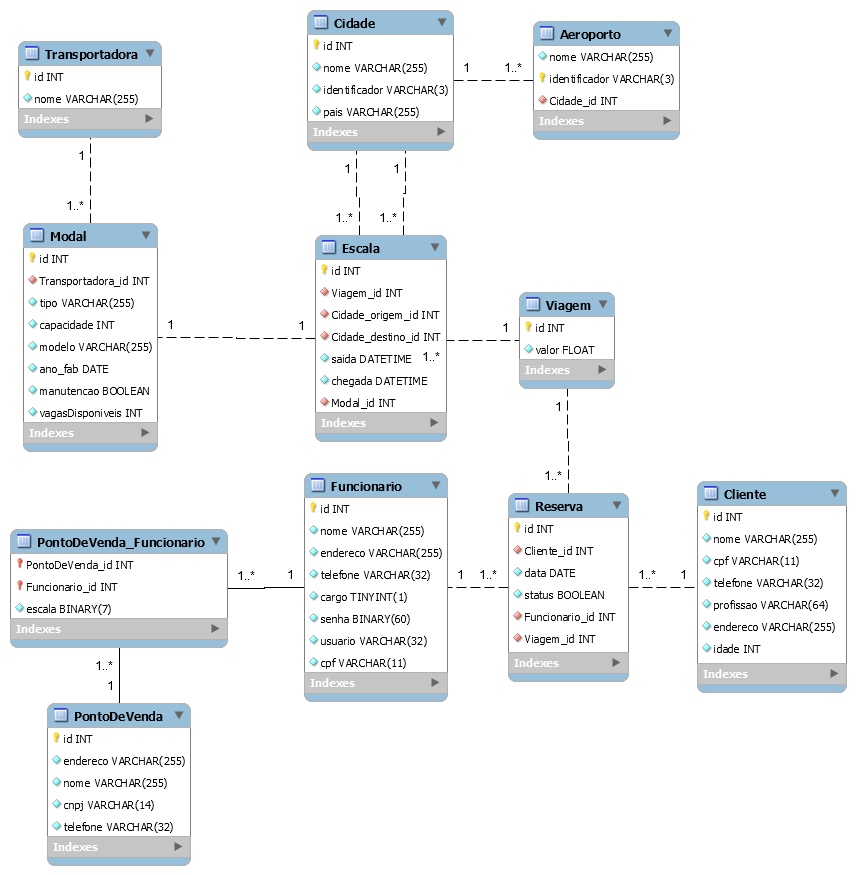 Transportadora
id INT
nome VARCHAR(255)
Indexes
Cidade
id INT
nome VARCHAR(255)
identificador VARCHAR(3)
pais VARCHAR(255)
Indexes
1
1..*
Aeroporto
nome VARCHAR(255)
identificador VARCHAR(3)
Cidade_id INT
Indexes
1
1..*
1
1..*
1
1..*
Modal
id INT
Transportadora_id INT
tipo VARCHAR(255)
capacidade INT
modelo VARCHAR(255)
ano_fab DATE
manutencao BOOLEAN
vagasDisponiveis INT
Indexes
1
1
Escala
id INT
Viagem_id INT
Cidade_origem_id INT
Cidade_destino_id INT
saida DATETIME
chegada DATETIME
Modal_id INT
Indexes
1..*
1
Viagem
id INT
valor FLOAT
Indexes
1
1..*
PontoDeVenda_Funcionario
PontoDeVenda_id INT
Funcionario_id INT
escala BINARY(7)
Indexes
1..*
1
Funcionario
id INT
nome VARCHAR(255)
endereco VARCHAR(255)
telefone VARCHAR(32)
cargo TINYINT(1)
senha BINARY(60)
usuario VARCHAR(32)
cpf VARCHAR(11)
Indexes
1
1..*
Reserva
id INT
Cliente_id INT
data DATE
status BOOLEAN
Funcionario_id INT
Viagem_id INT
Indexes
1..*
1
Cliente
id INT
nome VARCHAR(255)
cpf VARCHAR(11)
telefone VARCHAR(32)
profissao VARCHAR(64)
endereco VARCHAR(255)
idade INT
Indexes
1..*
1
PontoDeVenda
id INT
endereco VARCHAR(255)
nome VARCHAR(255)
cnpj VARCHAR(14)
telefone VARCHAR(32)
Indexes